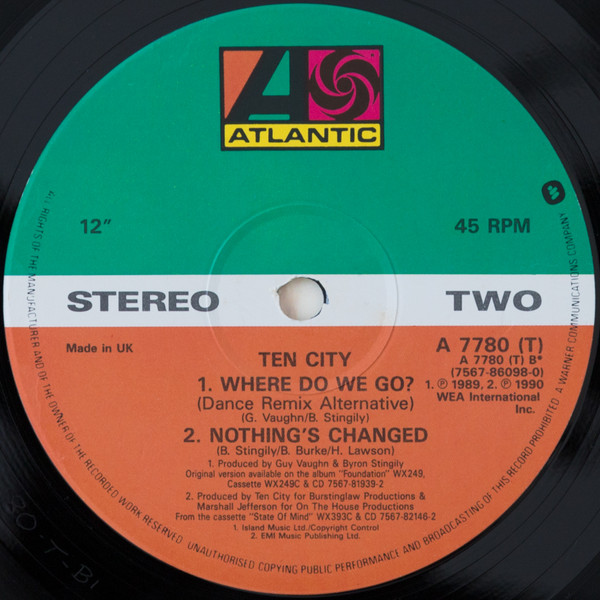 ATLANTIC
12"
45 RPM
STEREO
TWO
Made in UK
A 7780 (T)
A 7780 (T) B*
(7567-86098-0)
1. ℗ 1989, 2. ℗ 1990
WEA International
Inc.
TEN CITY
1. WHERE DO WE GO?
(Dance Remix Alternative)
(G. Vaughn/B. Stingily)
2. NOTHING'S CHANGED
(B. Stingily/B. Burke/H. Lawson)
1. Produced by Guy Vaughn & Byron Stingily
Original version available on the album "Foundation" WX249,
Cassette WX249C & CD 7567-81939-2
2. Produced by Ten City for Burstinglaw Productions &
Marshall Jefferson for On The House Productions
From the cassette "State Of Mind" WX393C & CD 7567-82146-2
1. Island Music Ltd./Copyright Control
2. EMI Music Publishing Ltd.
ALL RIGHTS OF THE MANUFACTURER AND OF THE OWNER OF THE RECORDED WORK RESERVED UNAUTHORISED COPYING PUBLIC PERFORMANCE AND BROADCASTING OF THIS RECORD PROHIBITED A WARNER COMMUNICATIONS COMPANY